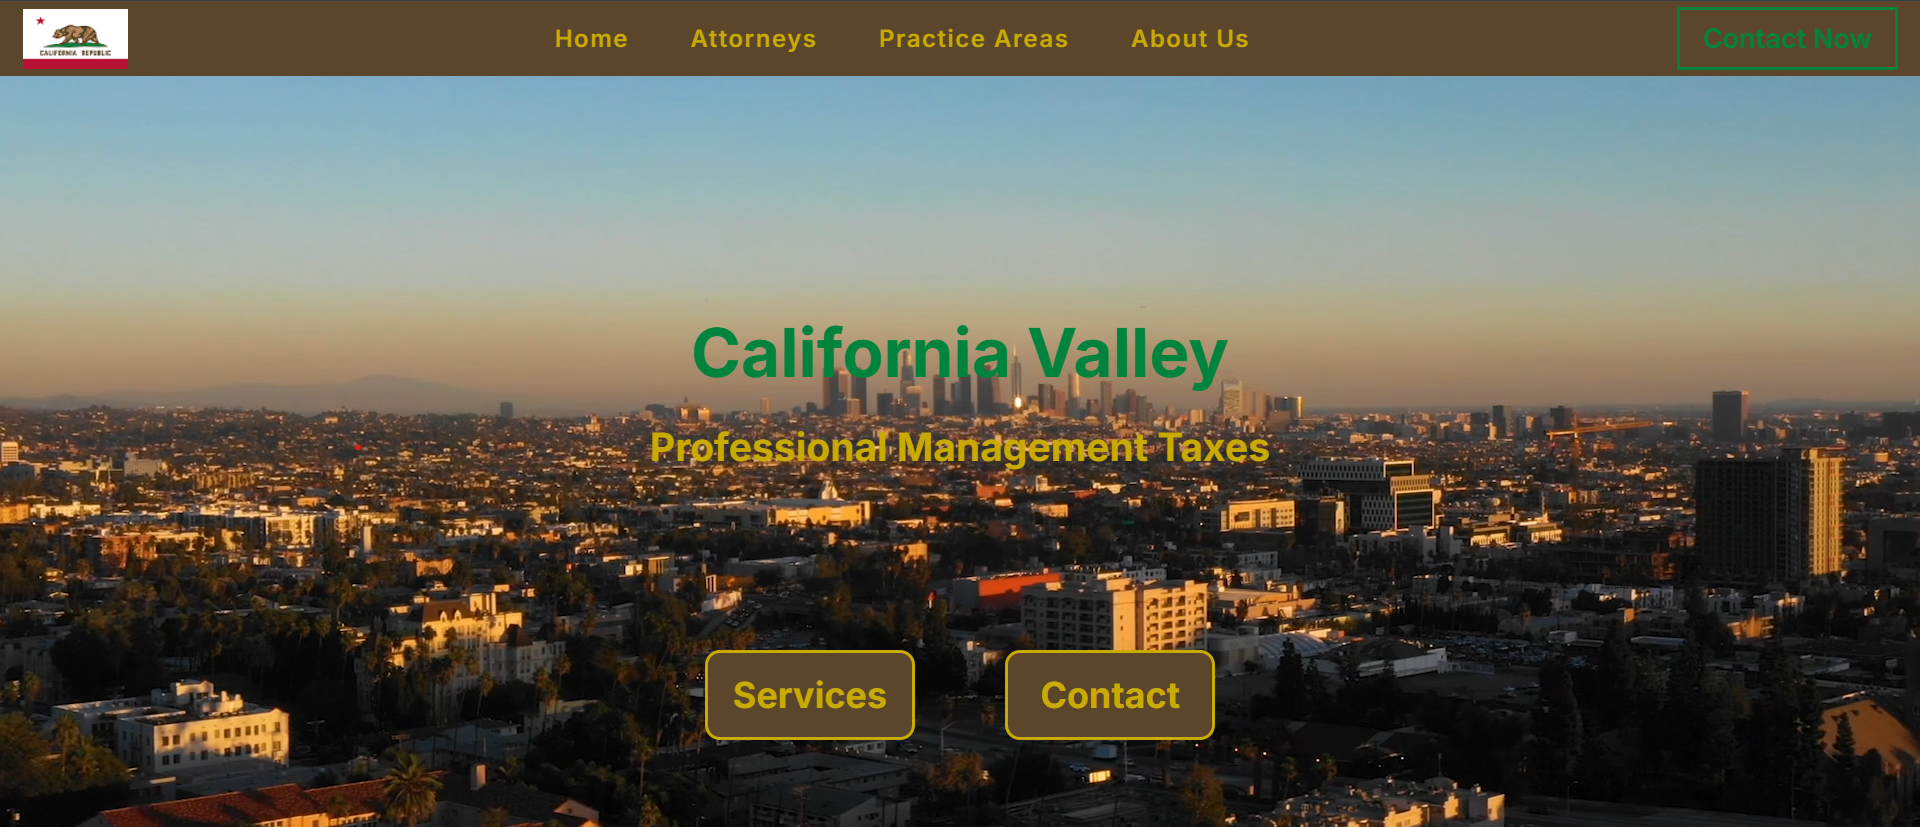 CALIFORNIA REPUBLIC
Home
Attorneys
Practice Areas
About Us
Contact Now
California Valley
Professional Management Taxes
Services
Contact